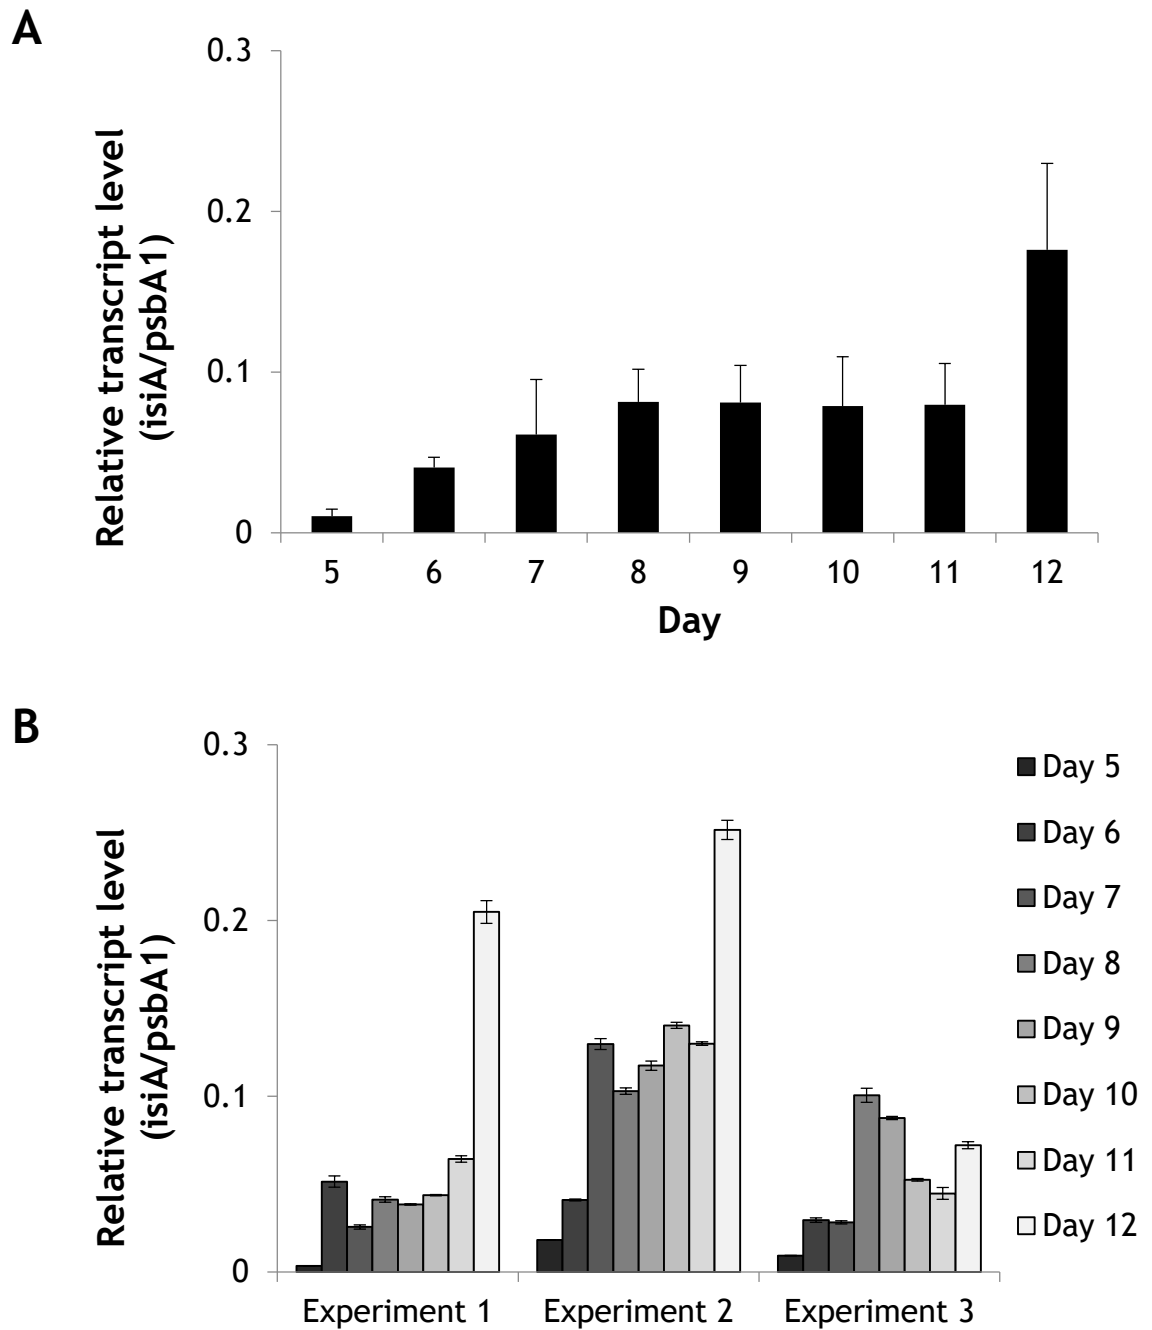 A
0.3
0.2
0.1
0
Relative transcript level
(isiA/psbA1)
5 6 7 8 9 10 11 12
Day
B
0.3
0.2
0.1
0
Relative transcript level
(isiA/psbA1)
Experiment 1 Experiment 2 Experiment 3
Day 5
Day 6
Day 7
Day 8
Day 9
Day 10
Day 11
Day 12